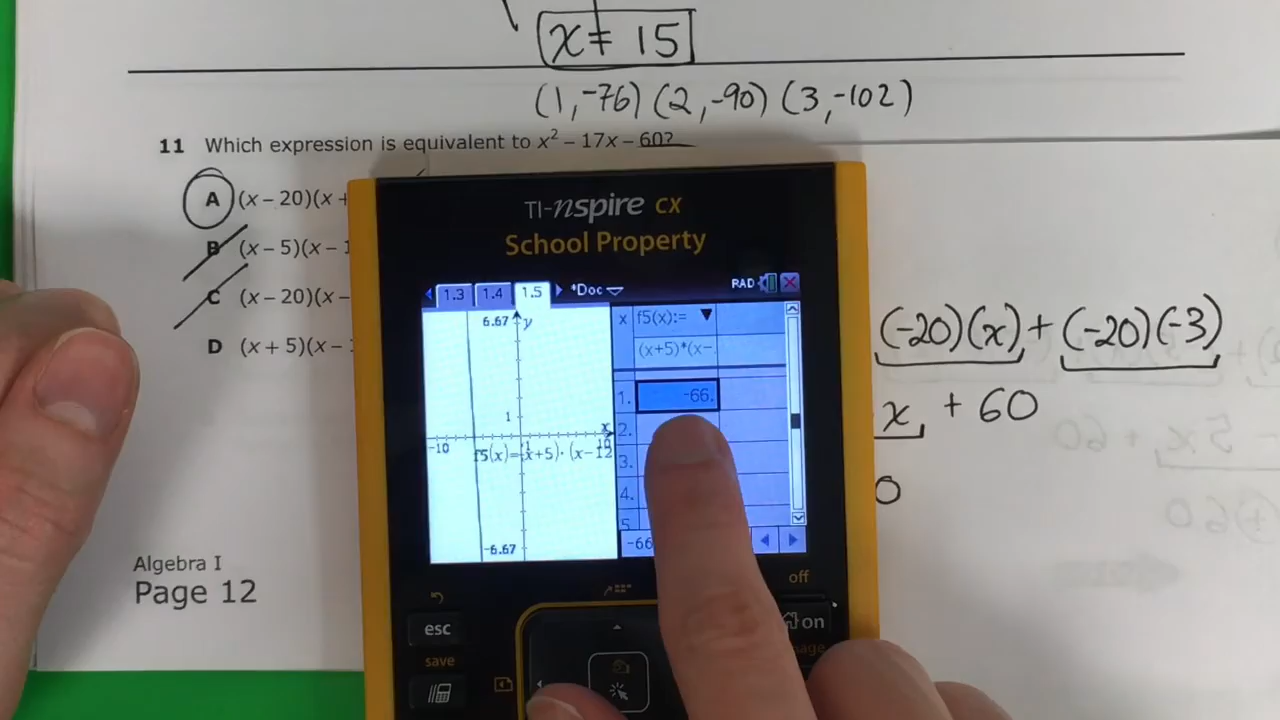 x = 15
(1,-76) (2,-90) (3,-102)
11 Which expression is equivalent to x² – 17x – 60?
A (x – 20)(x +
B (x – 5)(x – 1
C (x – 20)(x –
D (x + 5)(x – 1
Algebra I
Page 12
TI-nspire CX
School Property
1.3 1.4 1.5 *Doc RAD
6.67 y
1
x
-10 1 10
f5(x)=(x+5)·(x-12
-6.67
x f5(x):=
(x+5)*(x-
1. -66.
2.
3.
4.
5
-66
off
esc
on
save
(-20)(x) + (-20)(-3)
x + 60
0